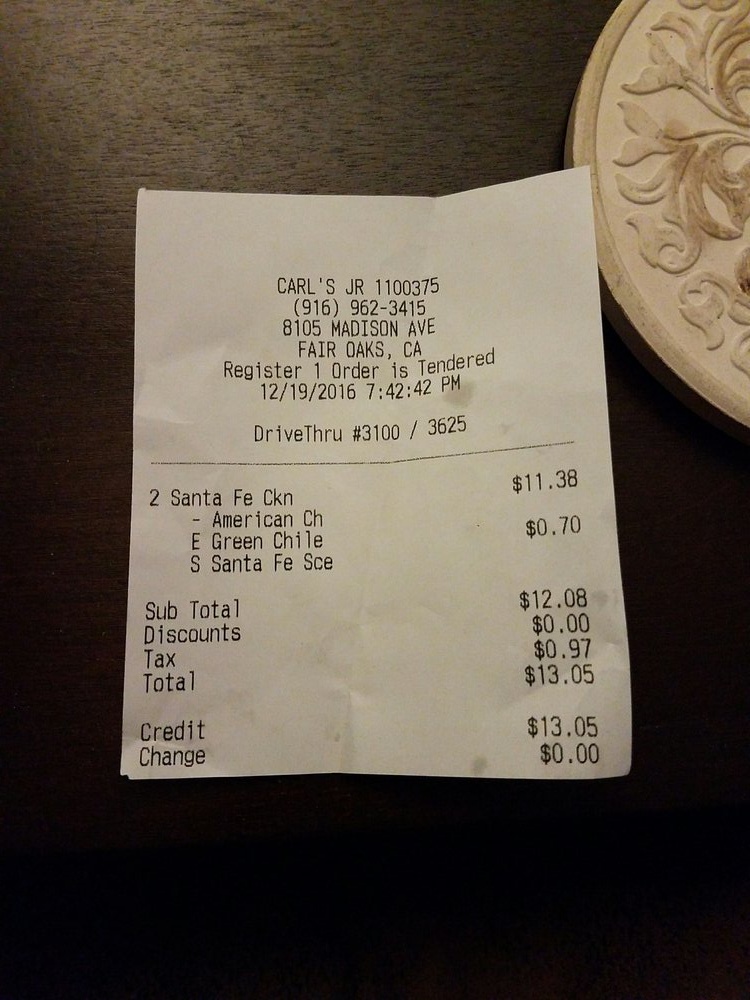 CARL'S JR 1100375
(916) 962-3415
8105 MADISON AVE
FAIR OAKS, CA
Register 1 Order is Tendered
12/19/2016 7:42:42 PM
DriveThru #3100 / 3625
2 Santa Fe Ckn $11.38
- American Ch
E Green Chile $0.70
S Santa Fe Sce
Sub Total $12.08
Discounts $0.00
Tax $0.97
Total $13.05
Credit $13.05
Change $0.00